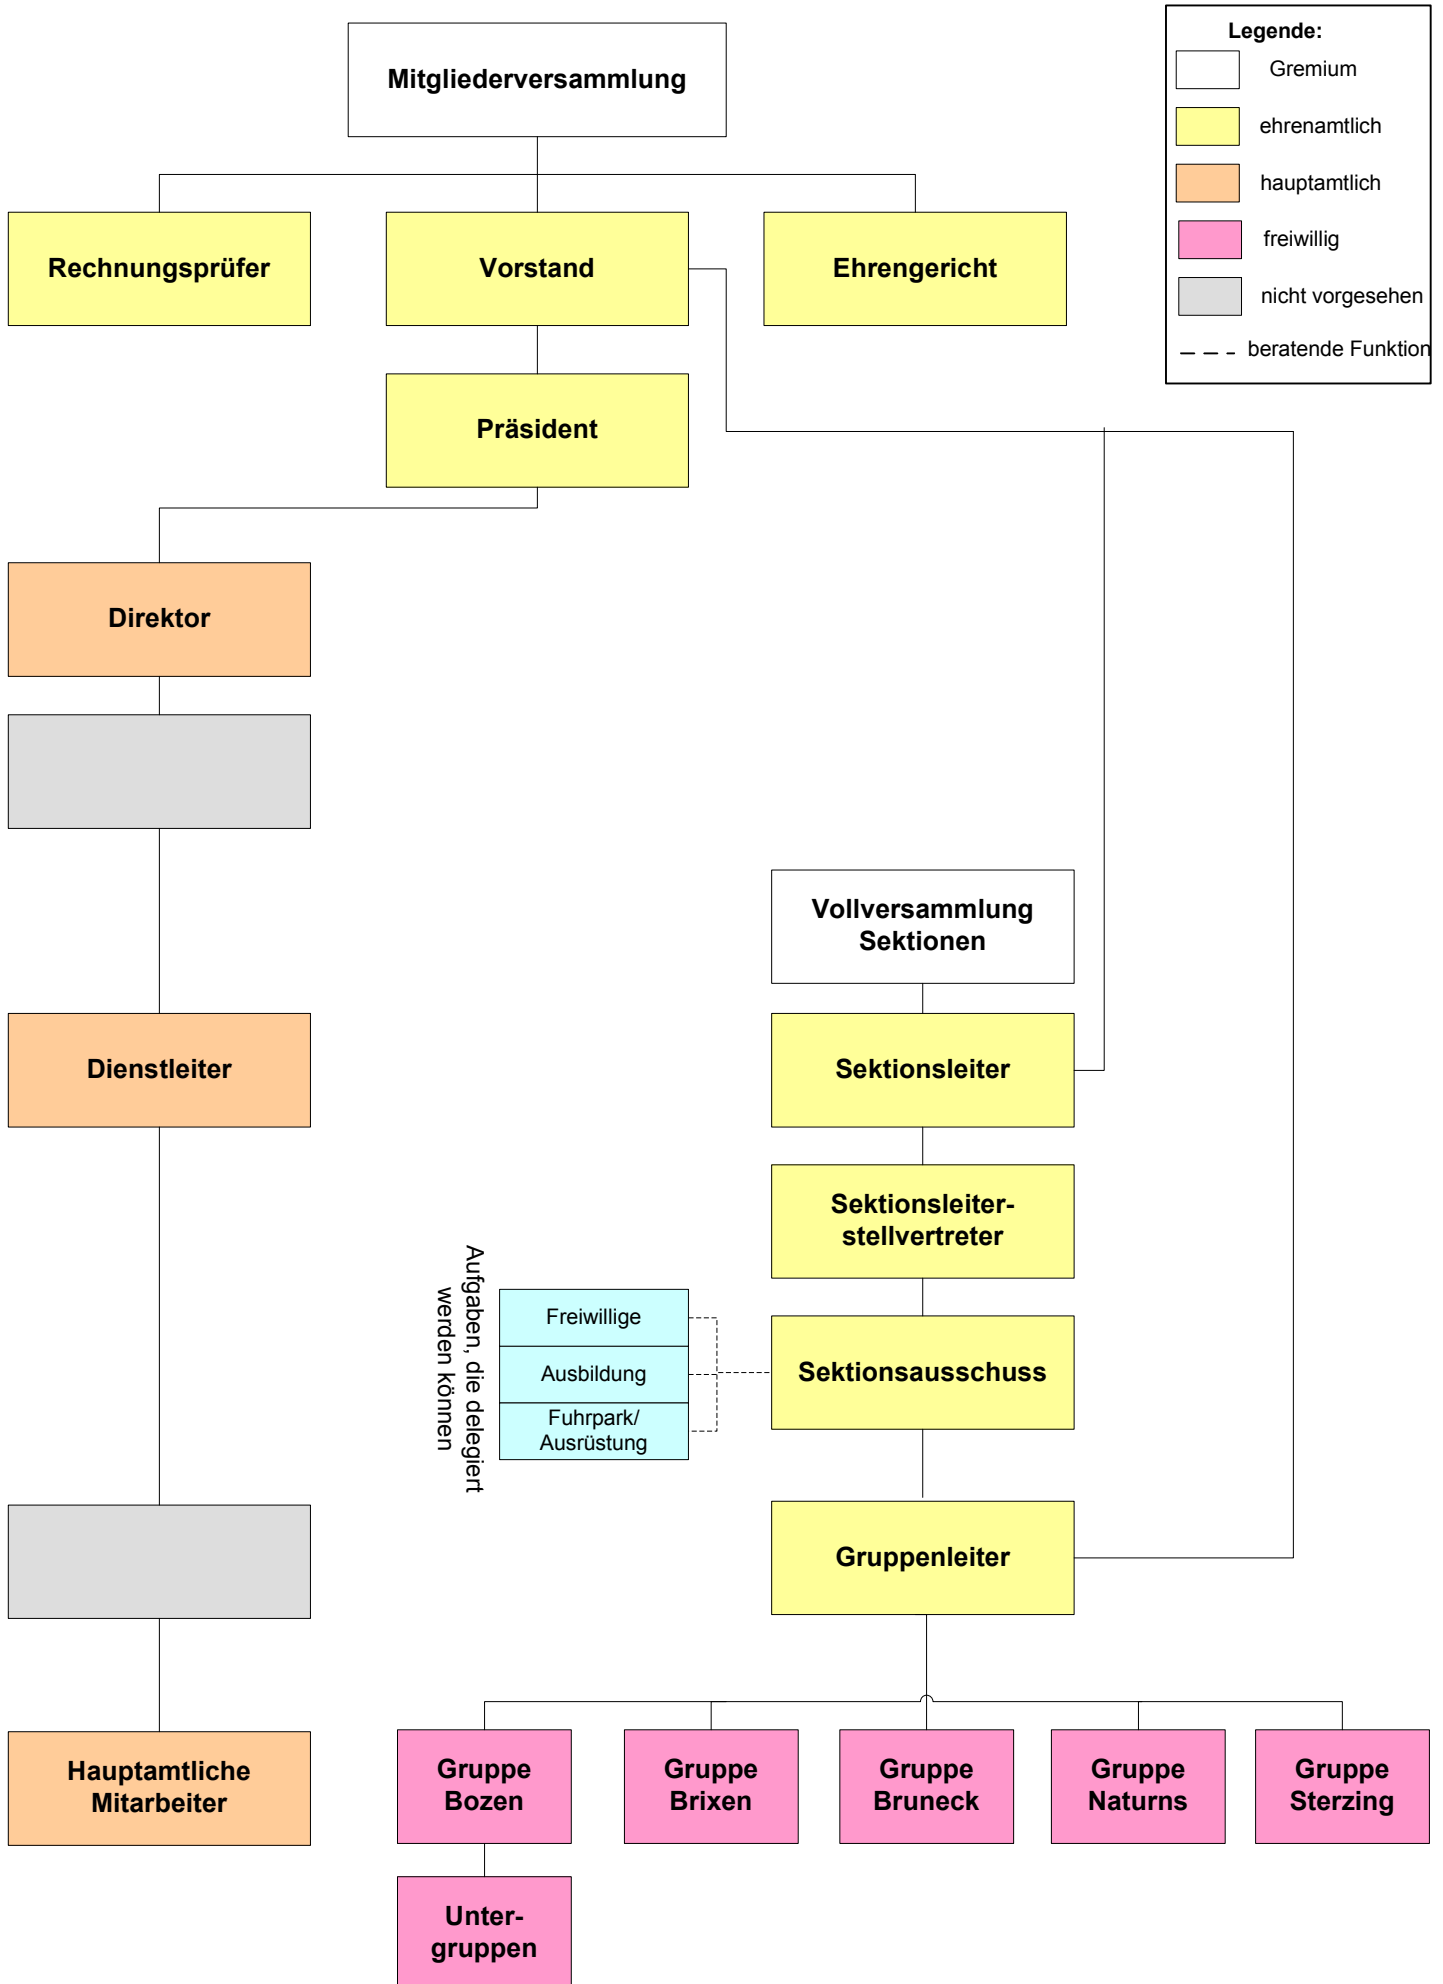 Legende:
Gremium
ehrenamtlich
hauptamtlich
freiwillig
nicht vorgesehen
beratende Funktion
Mitgliederversammlung
Rechnungsprüfer
Vorstand
Ehrengericht
Präsident
Direktor
Vollversammlung
Sektionen
Dienstleiter
Sektionsleiter
Sektionsleiter-
stellvertreter
Aufgaben, die delegiert
werden können
Freiwillige
Ausbildung
Fuhrpark/
Ausrüstung
Sektionsausschuss
Gruppenleiter
Hauptamtliche
Mitarbeiter
Gruppe
Bozen
Gruppe
Brixen
Gruppe
Bruneck
Gruppe
Naturns
Gruppe
Sterzing
Unter-
gruppen